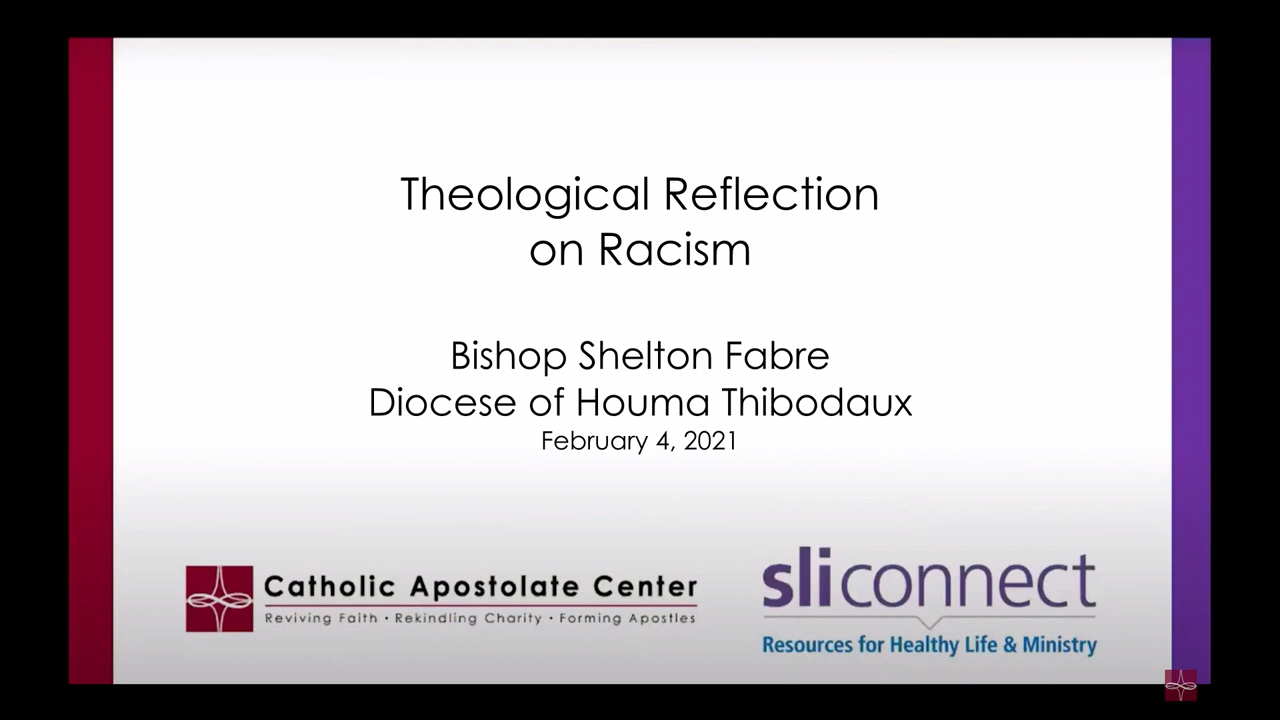 Theological Reflection
on Racism
Bishop Shelton Fabre
Diocese of Houma Thibodaux
February 4, 2021
Catholic Apostolate Center
Reviving Faith • Rekindling Charity • Forming Apostles
sliconnect
Resources for Healthy Life & Ministry